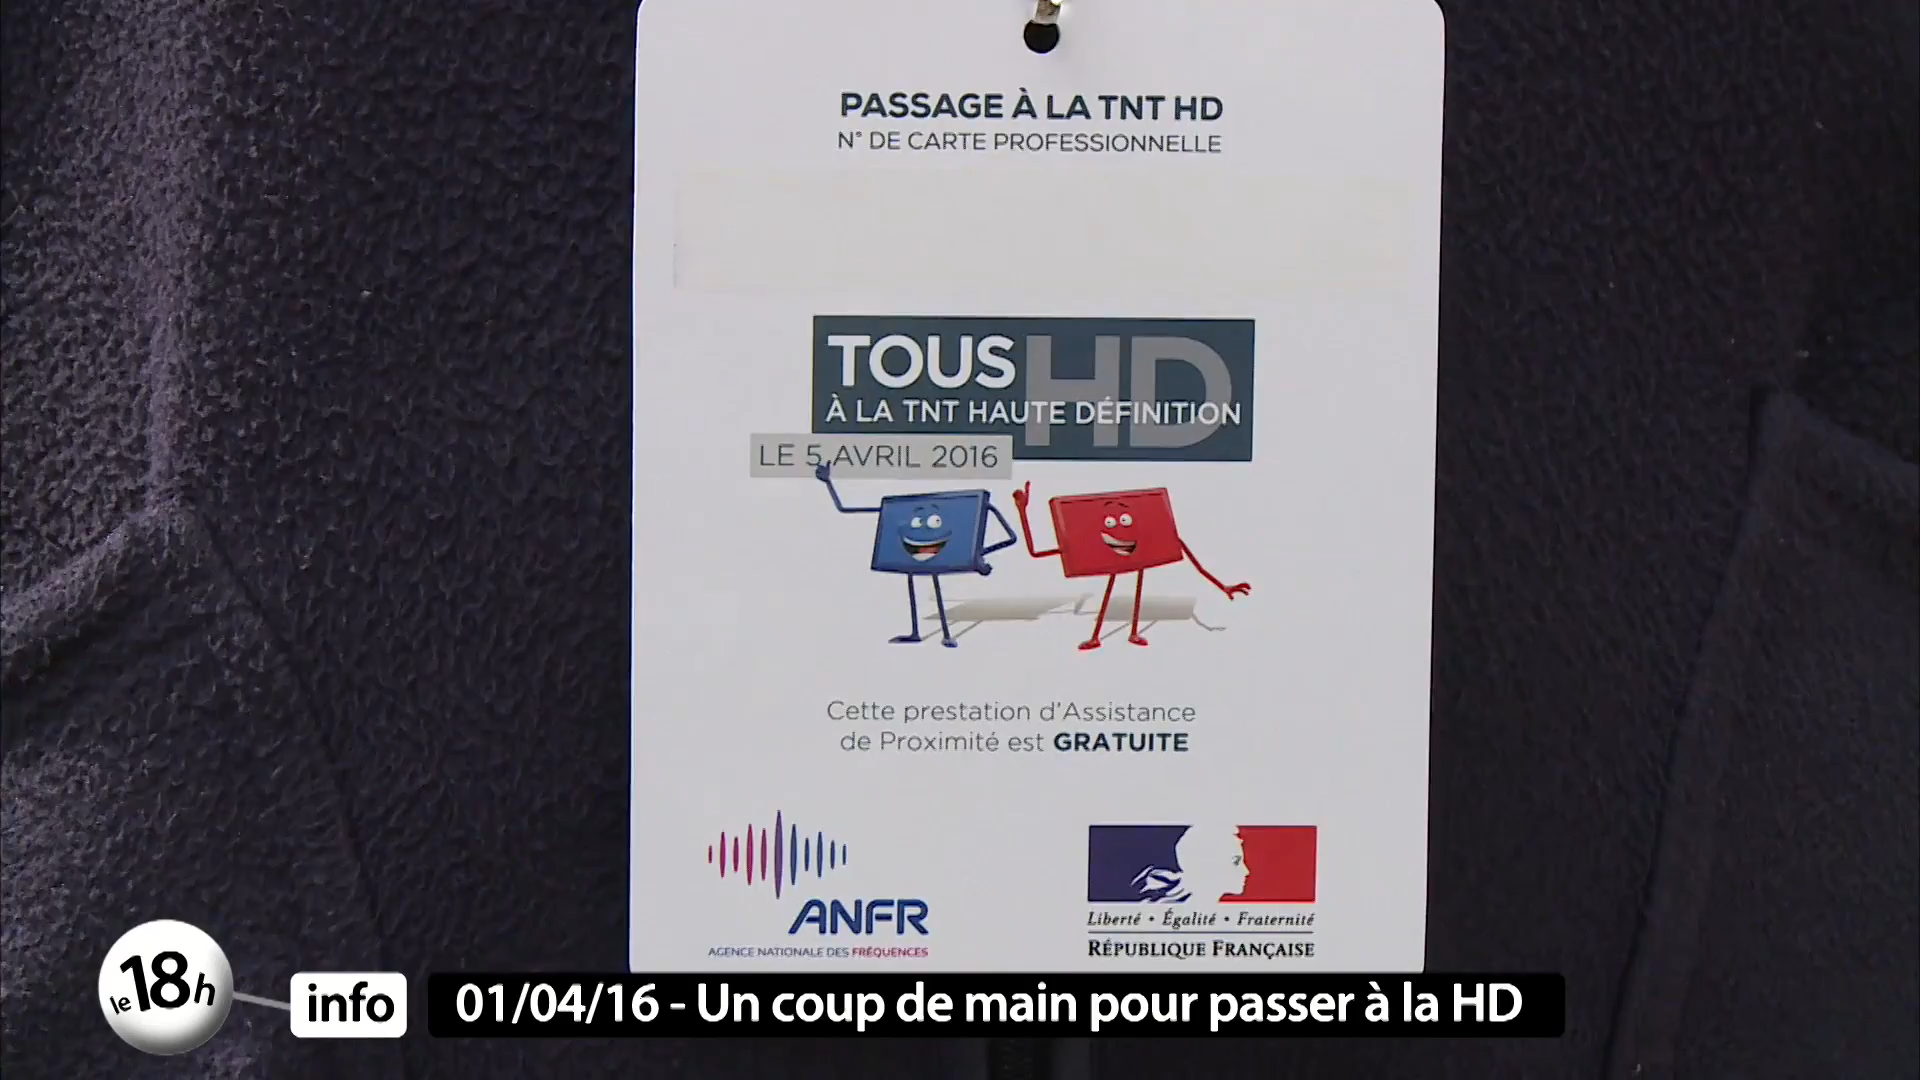 PASSAGE À LA TNT HD
N° DE CARTE PROFESSIONNELLE
TOUS HD
À LA TNT HAUTE DÉFINITION
LE 5 AVRIL 2016
Cette prestation d'Assistance
de Proximité est GRATUITE
ANFR
AGENCE NATIONALE DES FRÉQUENCES
Liberté • Égalité • Fraternité
RÉPUBLIQUE FRANÇAISE
le 18h
info
01/04/16 - Un coup de main pour passer à la HD